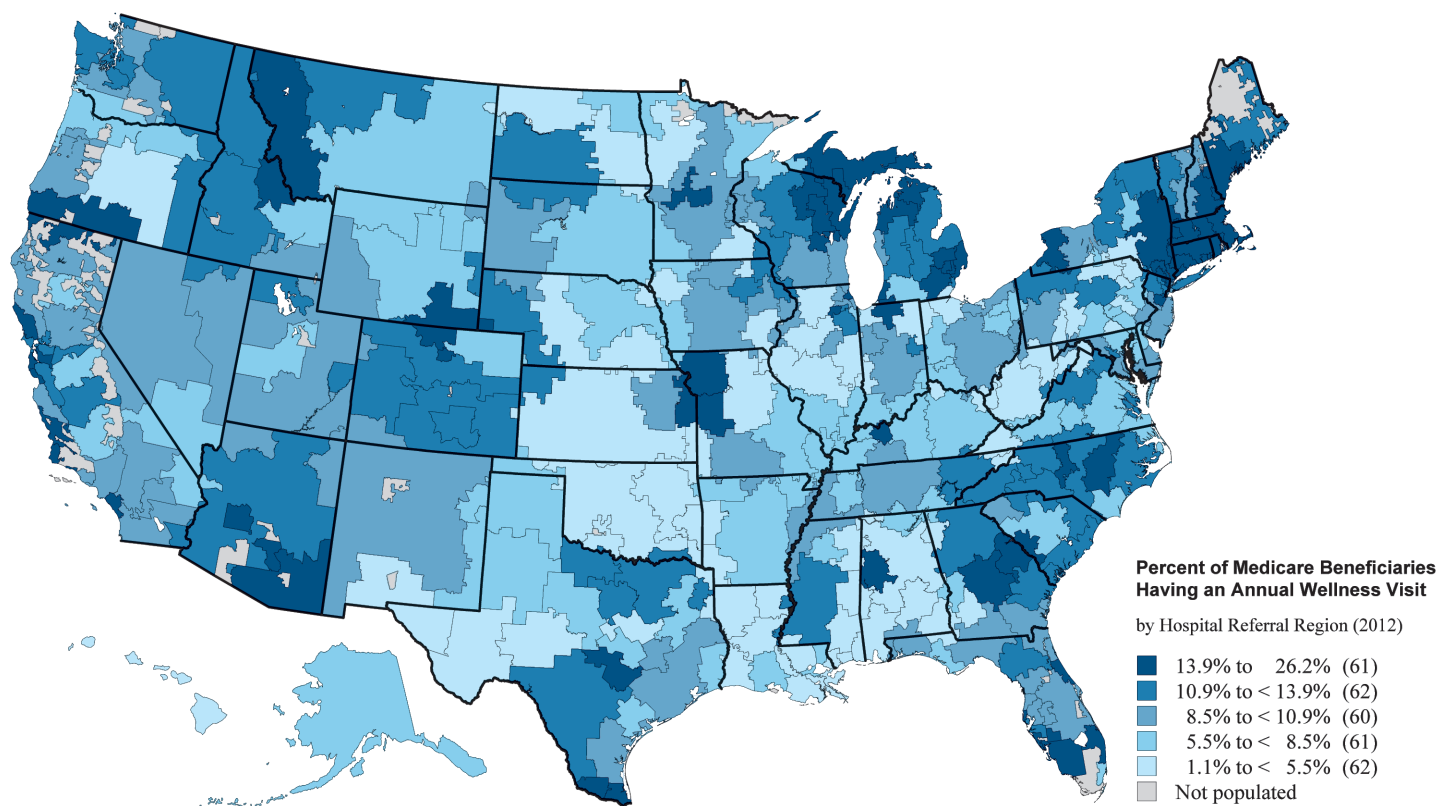 Percent of Medicare Beneficiaries
Having an Annual Wellness Visit
by Hospital Referral Region (2012)
13.9% to 26.2% (61)
10.9% to < 13.9% (62)
8.5% to < 10.9% (60)
5.5% to < 8.5% (61)
1.1% to < 5.5% (62)
Not populated